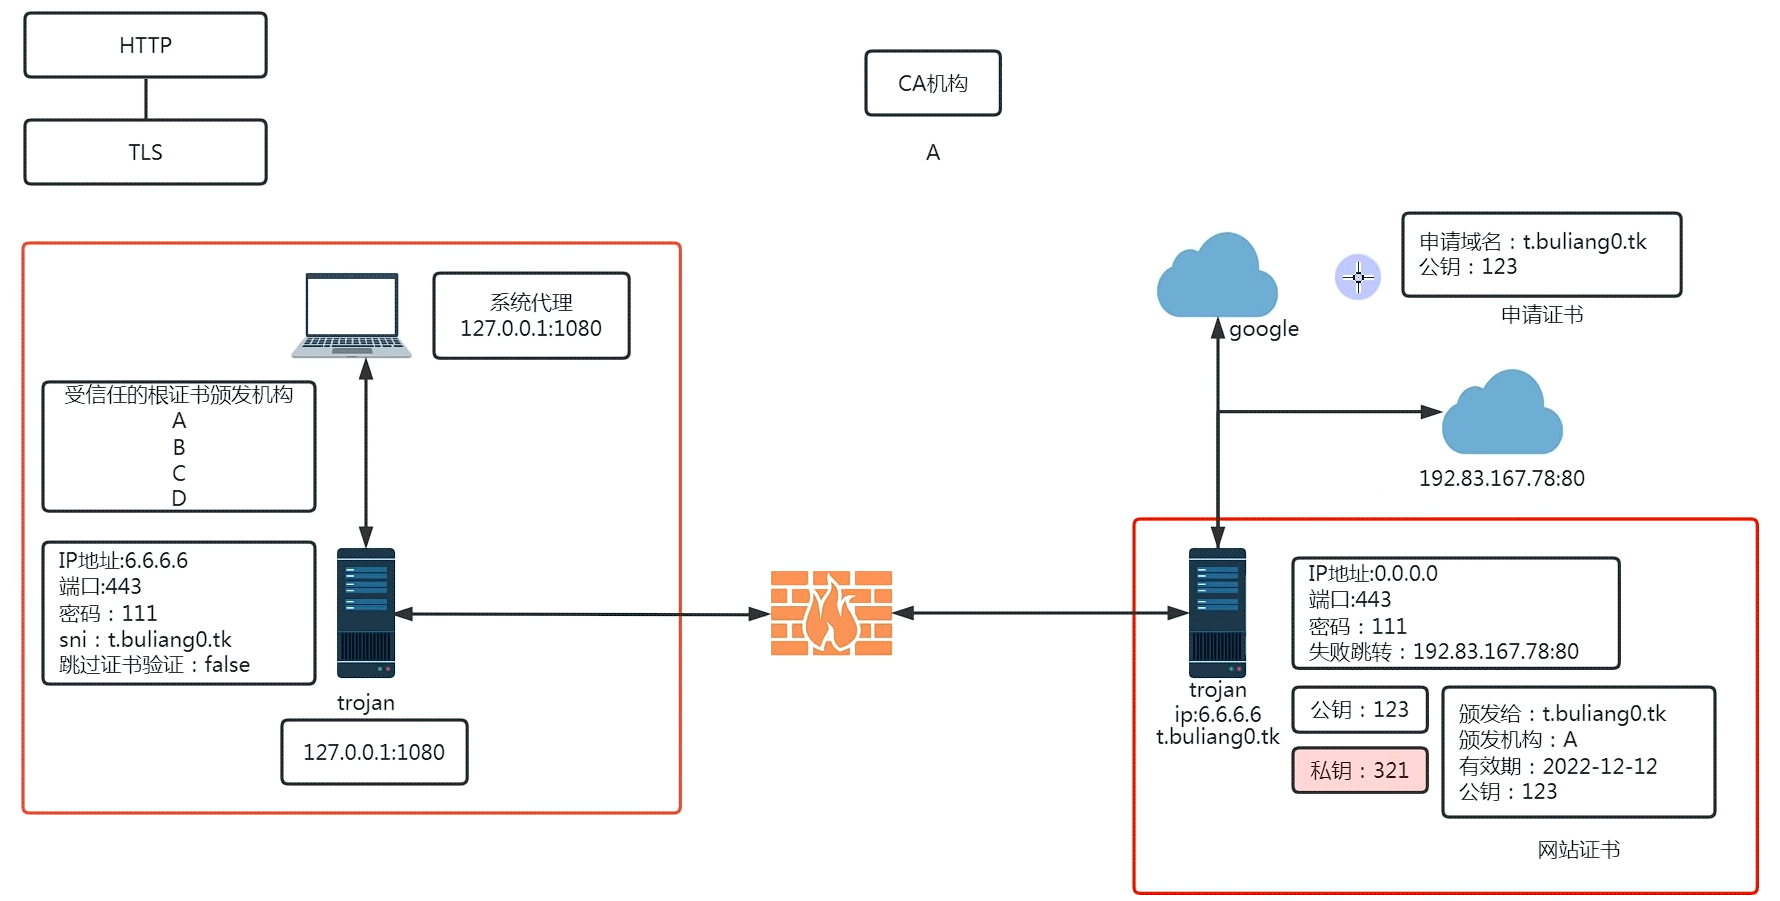 HTTP
TLS
CA机构
A
申请域名：t.buliang0.tk
公钥：123
申请证书
google
192.83.167.78:80
系统代理
127.0.0.1:1080
受信任的根证书颁发机构
A
B
C
D
IP地址:6.6.6.6
端口:443
密码：111
sni：t.buliang0.tk
跳过证书验证：false
trojan
127.0.0.1:1080
trojan
ip:6.6.6.6
t.buliang0.tk
IP地址:0.0.0.0
端口:443
密码：111
失败跳转：192.83.167.78:80
公钥：123
私钥：321
颁发给：t.buliang0.tk
颁发机构：A
有效期：2022-12-12
公钥：123
网站证书